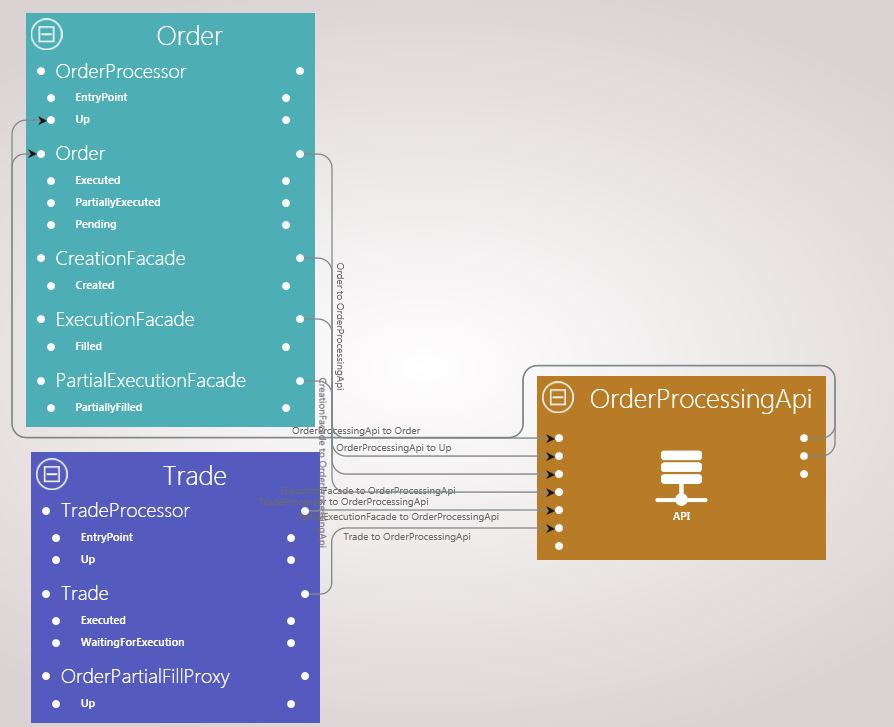 Order
OrderProcessor
EntryPoint
Up
Order
Executed
PartiallyExecuted
Pending
CreationFacade
Created
ExecutionFacade
Filled
PartialExecutionFacade
PartiallyFilled
Order to OrderProcessingApi
CreationFacade to OrderProcessingApi
OrderProcessingApi to Order
OrderProcessingApi to Up
Facade to OrderProcessingApi
to OrderProcessingApi
ExecutionFacade to OrderProcessingApi
Trade to OrderProcessingApi
OrderProcessingApi
API
Trade
TradeProcessor
EntryPoint
Up
Trade
Executed
WaitingForExecution
OrderPartialFillProxy
Up